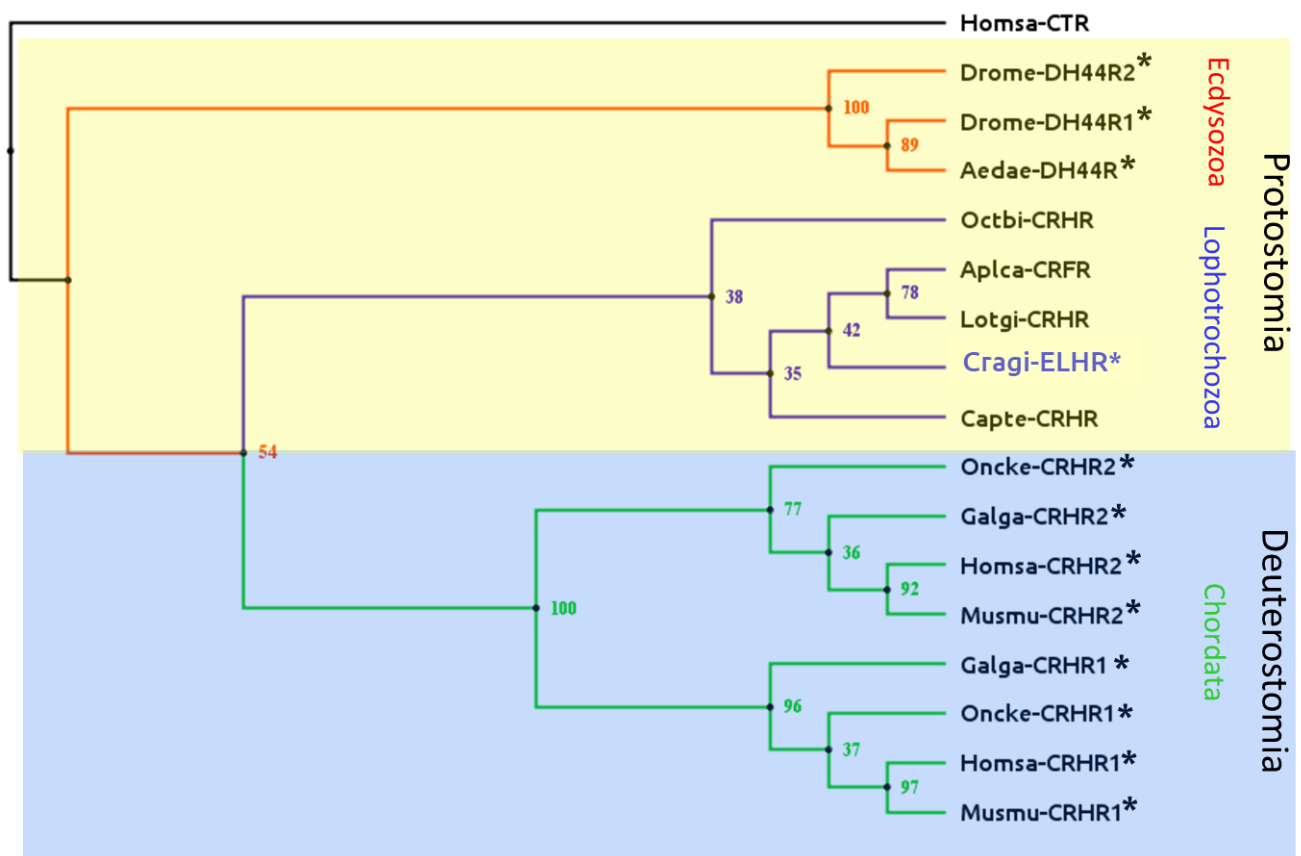 Homsa-CTR
Drome-DH44R2*
100
Drome-DH44R1*
89
Aedae-DH44R*
Octbi-CRHR
38
Aplca-CRFR
78
Lotgi-CRHR
42
Cragi-ELHR*
35
Capte-CRHR
54
Oncke-CRHR2*
77
Galga-CRHR2*
36
Homsa-CRHR2*
92
Musmu-CRHR2*
100
Galga-CRHR1*
96
Oncke-CRHR1*
37
Homsa-CRHR1*
97
Musmu-CRHR1*
Ecdysozoa
Lophotrochozoa
Chordata
Protostomia
Deuterostomia